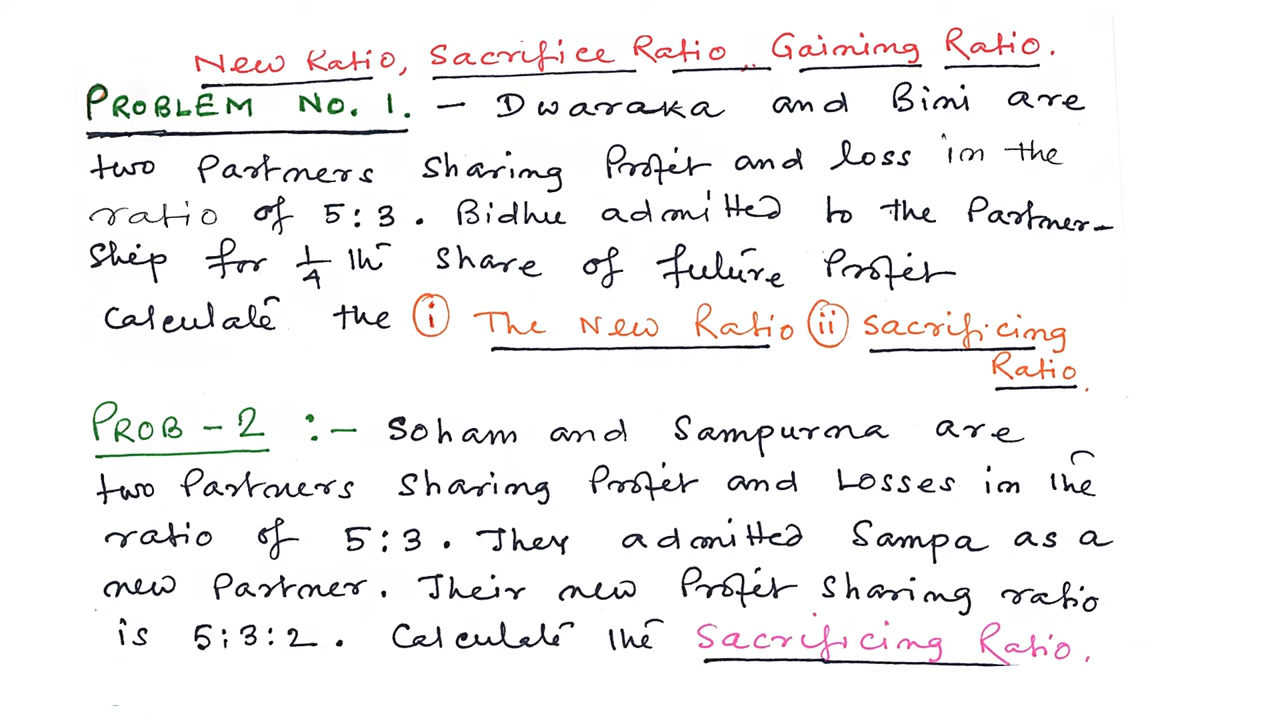 New Ratio, Sacrifice Ratio, Gaining Ratio.
PROBLEM NO. 1. - Dwaraka and Bini are
two Partners sharing Profit and loss in the
ratio of 5:3. Bidhu admitted to the Partner-
ship for 1/4 th share of future Profit
Calculate the (i) The New Ratio (ii) Sacrificing
Ratio.
PROB - 2 :- Soham and Sampurna are
two Partners sharing Profit and Losses in the
ratio of 5:3. They admitted Sampa as a
new Partner. Their new Profit sharing ratio
is 5:3:2. Calculate the Sacrificing Ratio.